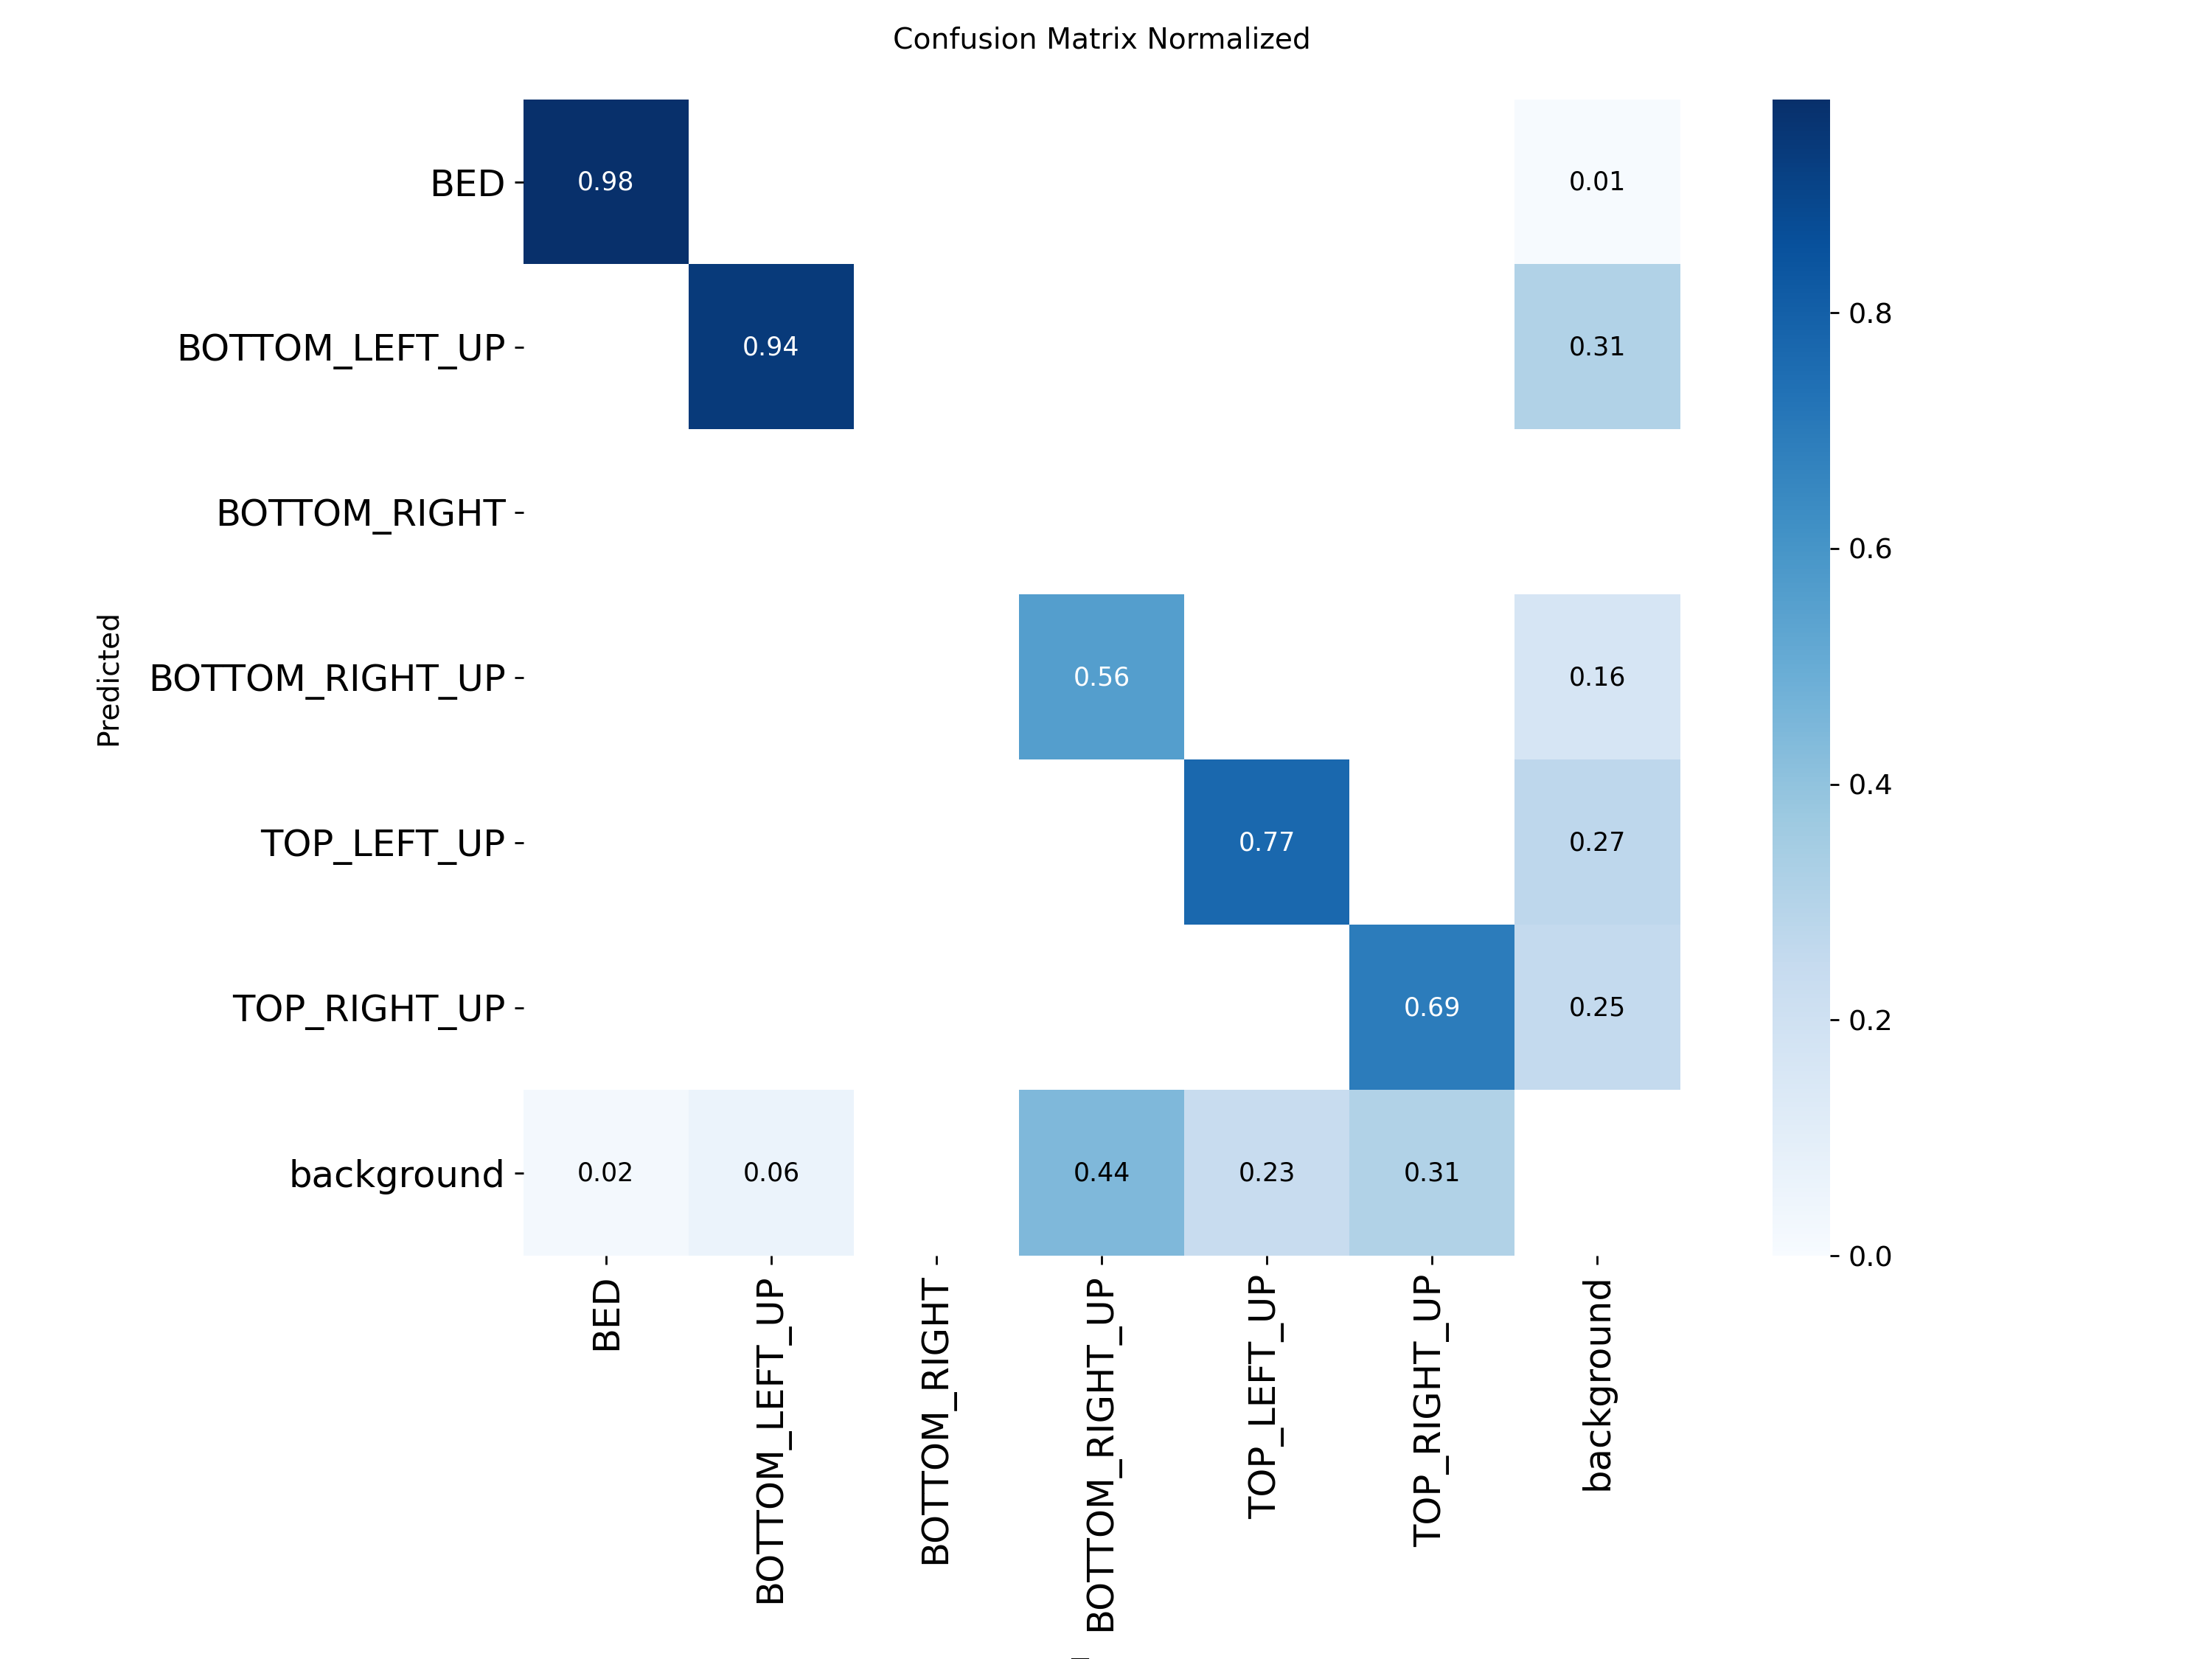 Confusion Matrix Normalized
BED
0.98
0.01
BOTTOM_LEFT_UP
0.94
0.31
BOTTOM_RIGHT
BOTTOM_RIGHT_UP
0.56
0.16
TOP_LEFT_UP
0.77
0.27
TOP_RIGHT_UP
0.69
0.25
background
0.02
0.06
0.44
0.23
0.31
Predicted
BED
BOTTOM_LEFT_UP
BOTTOM_RIGHT
BOTTOM_RIGHT_UP
TOP_LEFT_UP
TOP_RIGHT_UP
background
0.8
0.6
0.4
0.2
0.0